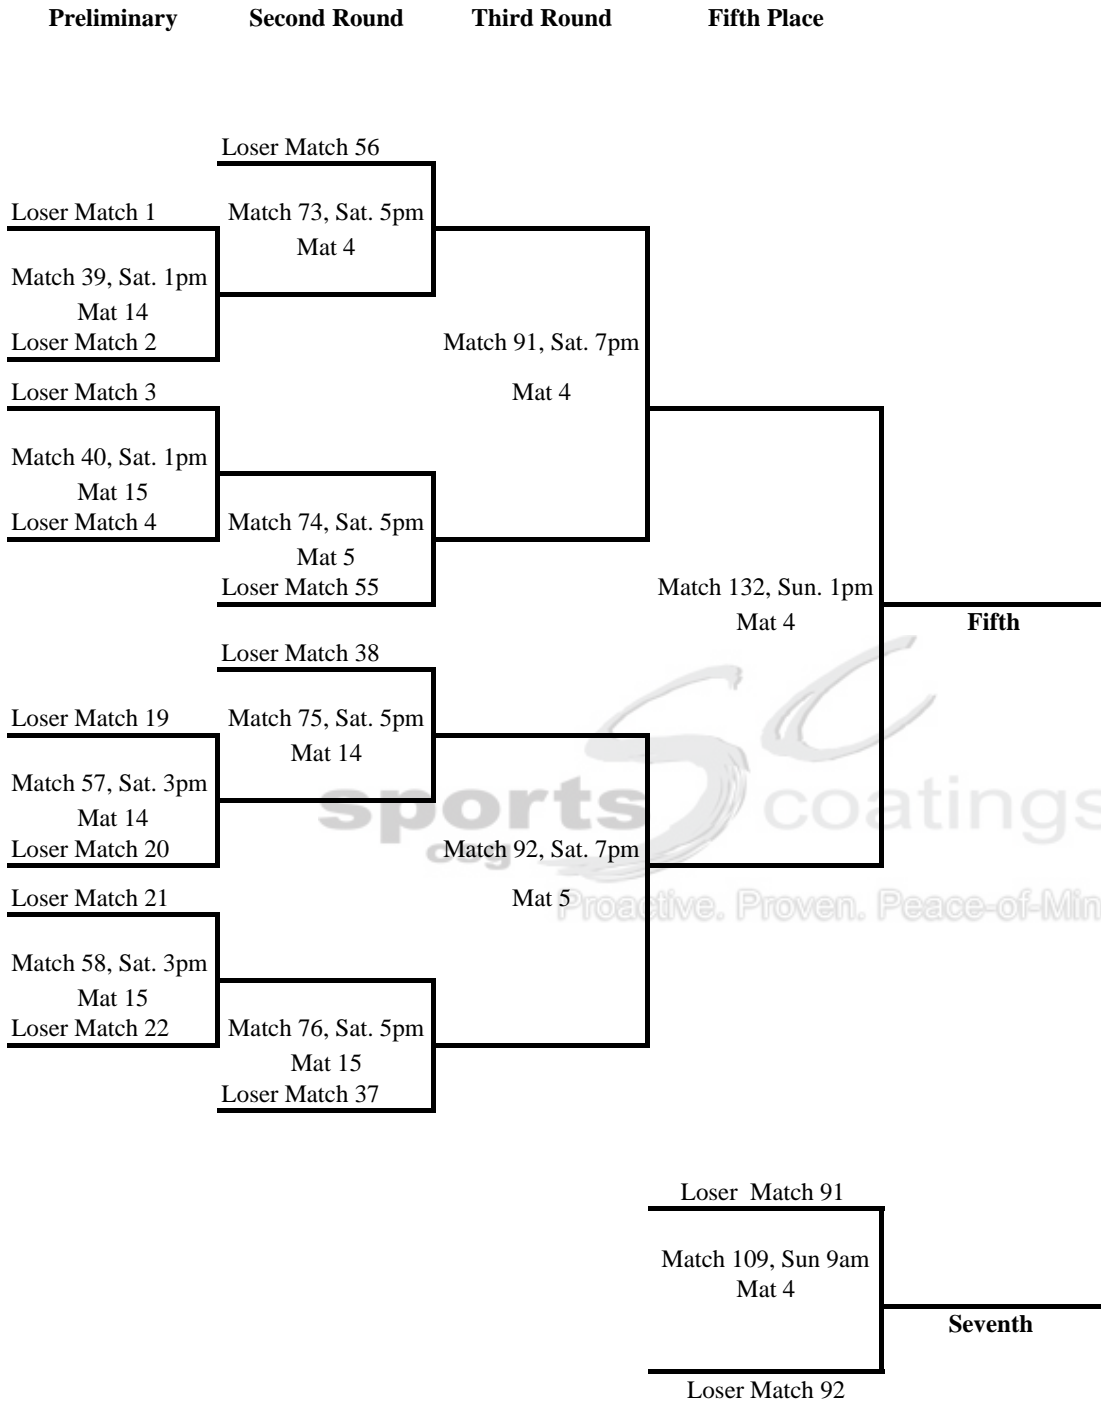 Preliminary Second Round Third Round Fifth Place
Loser Match 56
Loser Match 1
Match 73, Sat. 5pm
Mat 4
Match 39, Sat. 1pm
Mat 14
Loser Match 2
Match 91, Sat. 7pm
Mat 4
Loser Match 3
Match 40, Sat. 1pm
Mat 15
Loser Match 4
Match 74, Sat. 5pm
Mat 5
Loser Match 55
Match 132, Sun. 1pm
Mat 4
Fifth
Loser Match 38
Loser Match 19
Match 75, Sat. 5pm
Mat 14
Match 57, Sat. 3pm
Mat 14
Loser Match 20
sports coatings
Match 92, Sat. 7pm
Mat 5
Proactive. Proven. Peace-of-Min
Loser Match 21
Match 58, Sat. 3pm
Mat 15
Loser Match 22
Match 76, Sat. 5pm
Mat 15
Loser Match 37
Loser Match 91
Match 109, Sun 9am
Mat 4
Seventh
Loser Match 92